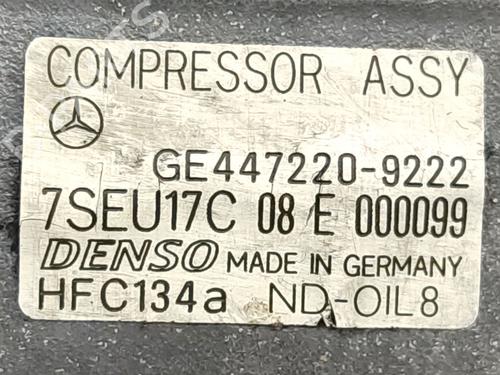 COMPRESSOR ASSY
GE447220-9222
7SEU17C 08 E 000099
DENSO MADE IN GERMANY
HFC134a ND-OIL8